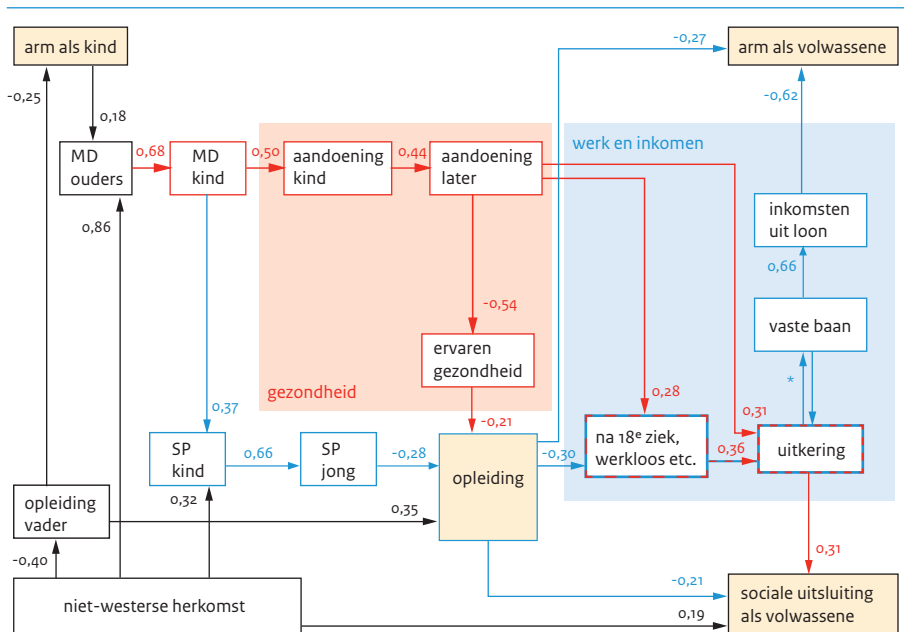 arm als kind
-0,27
arm als volwassene
-0,25
0,18
-0,62
werk en inkomen
MD
ouders
0,68
MD
kind
0,50
aandoening
kind
0,44
aandoening
later
inkomsten
uit loon
0,86
0,66
-0,54
vaste baan
ervaren
gezondheid
*
gezondheid
0,37
-0,21
0,28
0,31
SP
kind
0,66
SP
jong
-0,28
opleiding
-0,30
na 18e ziek,
werkloos etc.
0,36
uitkering
opleiding
vader
0,32
0,35
-0,40
0,31
niet-westerse herkomst
-0,21
0,19
sociale uitsluiting
als volwassene